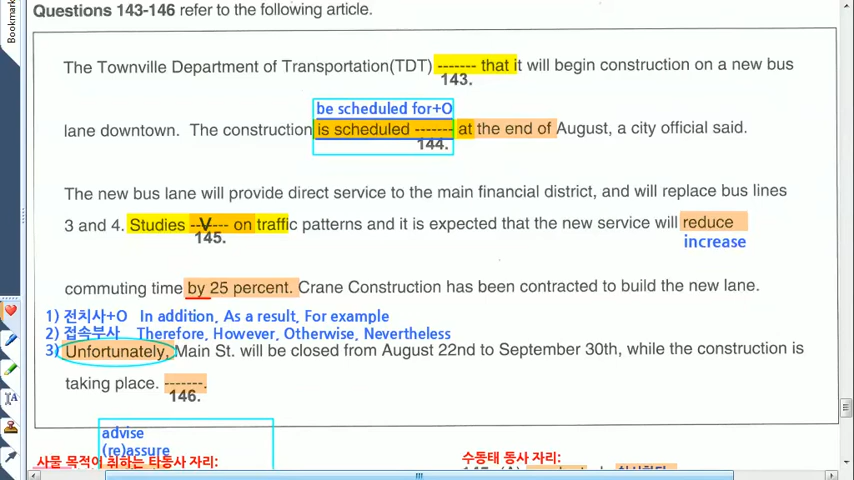 Bookmark
Questions 143-146 refer to the following article.
The Townville Department of Transportation(TDT) ------- that it will begin construction on a new bus
143.
be scheduled for+O
lane downtown. The construction is scheduled ------- at the end of August, a city official said.
144.
The new bus lane will provide direct service to the main financial district, and will replace bus lines
3 and 4. Studies --V--- on traffic patterns and it is expected that the new service will reduce
145.
increase
commuting time by 25 percent. Crane Construction has been contracted to build the new lane.
1) 전치사+O In addition, As a result, For example
2) 접속부사 Therefore, However, Otherwise, Nevertheless
3) Unfortunately, Main St. will be closed from August 22nd to September 30th, while the construction is
taking place. -------.
146.
advise
(re)assure
사물 목적어 취하는 타동사 자리:
수동태 동사 자리: